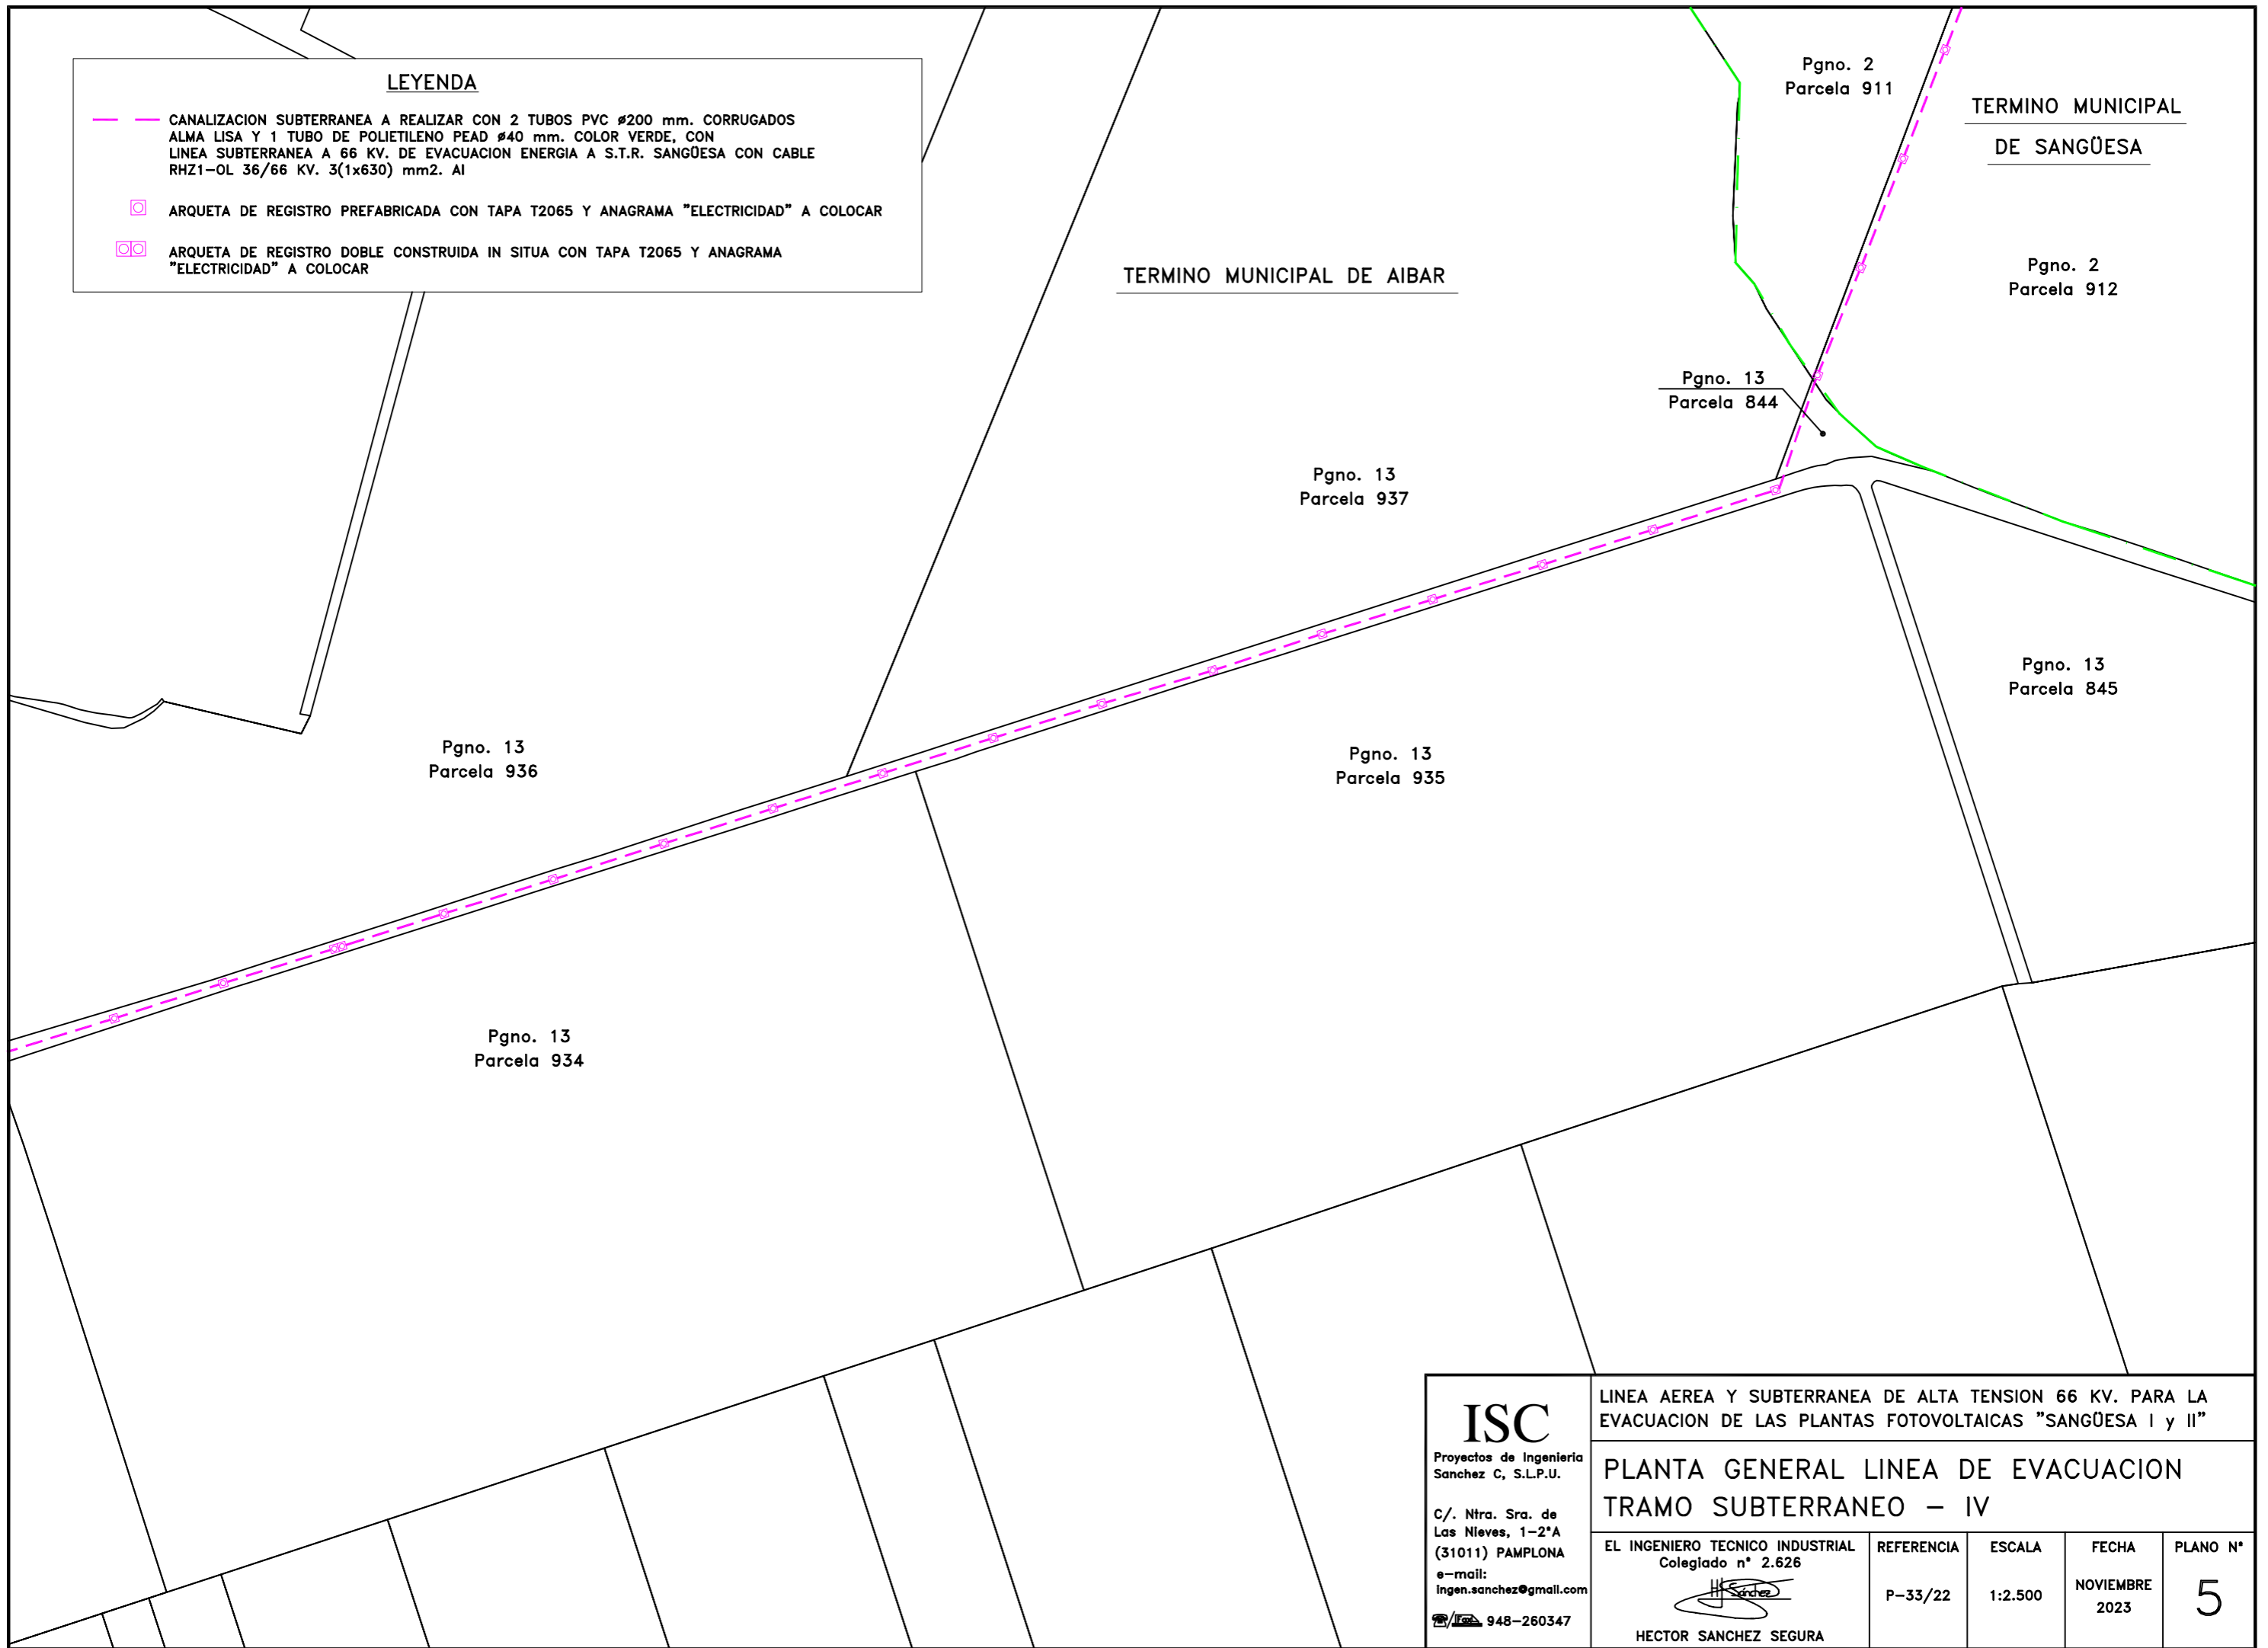 LEYENDA
CANALIZACION SUBTERRANEA A REALIZAR CON 2 TUBOS PVC ø200 mm. CORRUGADOS
ALMA LISA Y 1 TUBO DE POLIETILENO PEAD ø40 mm. COLOR VERDE, CON
LINEA SUBTERRANEA A 66 KV. DE EVACUACION ENERGIA A S.T.R. SANGÜESA CON CABLE
RHZ1-OL 36/66 KV. 3(1x630) mm2. Al
ARQUETA DE REGISTRO PREFABRICADA CON TAPA T2065 Y ANAGRAMA "ELECTRICIDAD" A COLOCAR
ARQUETA DE REGISTRO DOBLE CONSTRUIDA IN SITUA CON TAPA T2065 Y ANAGRAMA
"ELECTRICIDAD" A COLOCAR
Pgno. 2
Parcela 911
TERMINO MUNICIPAL
DE SANGÜESA
TERMINO MUNICIPAL DE AIBAR
Pgno. 2
Parcela 912
Pgno. 13
Parcela 844
Pgno. 13
Parcela 937
Pgno. 13
Parcela 845
Pgno. 13
Parcela 936
Pgno. 13
Parcela 935
Pgno. 13
Parcela 934
ISC
Proyectos de Ingenieria
Sanchez C, S.L.P.U.
C/. Ntra. Sra. de
Las Nieves, 1-2ºA
(31011) PAMPLONA
e-mail:
ingen.sanchez@gmail.com
☎/Fax 948-260347
LINEA AEREA Y SUBTERRANEA DE ALTA TENSION 66 KV. PARA LA
EVACUACION DE LAS PLANTAS FOTOVOLTAICAS "SANGÜESA I y II"
PLANTA GENERAL LINEA DE EVACUACION
TRAMO SUBTERRANEO - IV
EL INGENIERO TECNICO INDUSTRIAL
Colegiado nº 2.626
HJ Sánchez
HECTOR SANCHEZ SEGURA
REFERENCIA
P-33/22
ESCALA
1:2.500
FECHA
NOVIEMBRE
2023
PLANO Nº
5